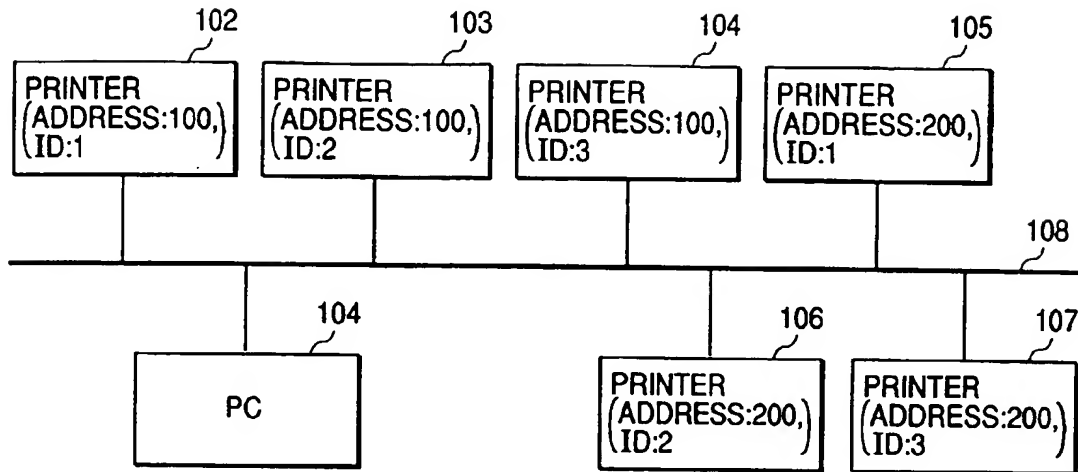 102
103
104
105
PRINTER
(ADDRESS:100,)
(ID:1)
PRINTER
(ADDRESS:100,)
(ID:2)
PRINTER
(ADDRESS:100,)
(ID:3)
PRINTER
(ADDRESS:200,)
(ID:1)
108
104
PC
106
PRINTER
(ADDRESS:200,)
(ID:2)
107
PRINTER
(ADDRESS:200,)
(ID:3)